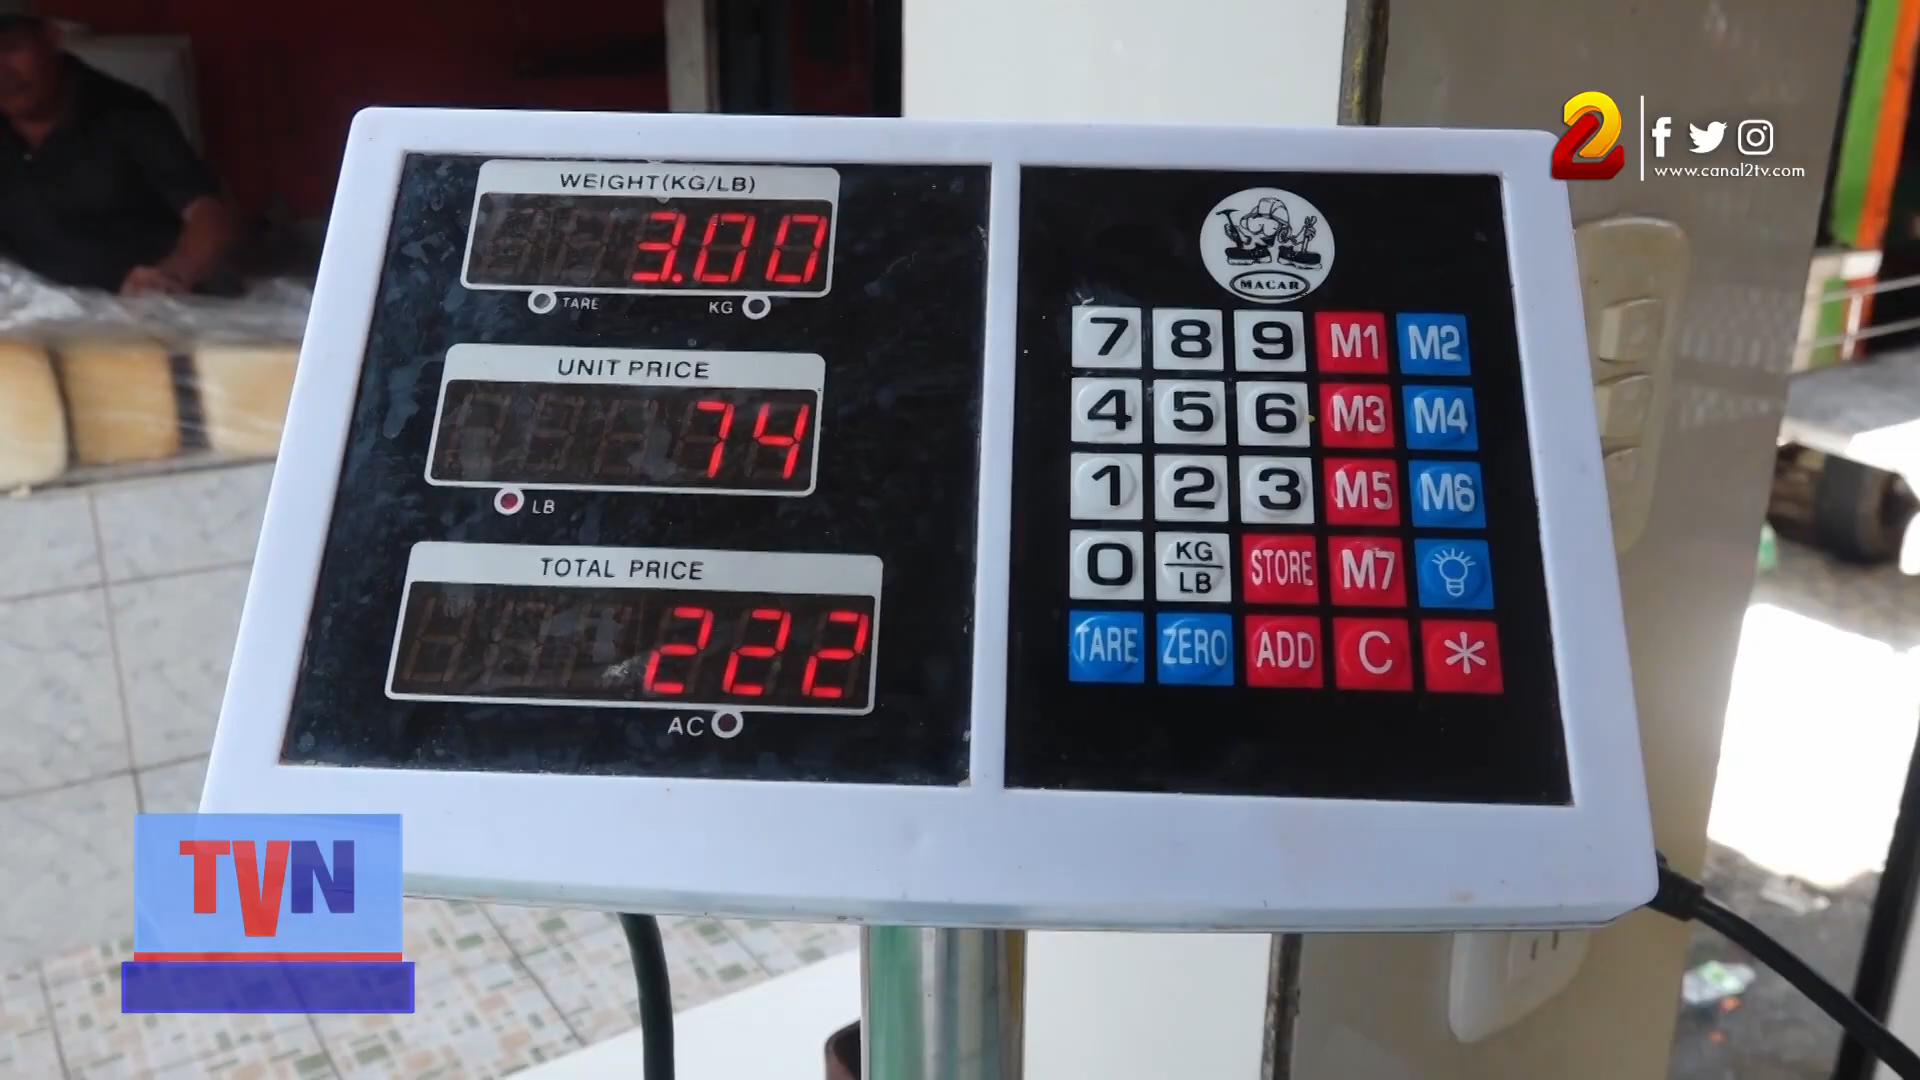 2
www.canal2tv.com
WEIGHT(KG/LB)
3.00
TARE KG
UNIT PRICE
74
LB
TOTAL PRICE
222
AC
MACAR
7 8 9 M1 M2
4 5 6 M3 M4
1 2 3 M5 M6
0 KG/LB STORE M7
TARE ZERO ADD C *
TVN